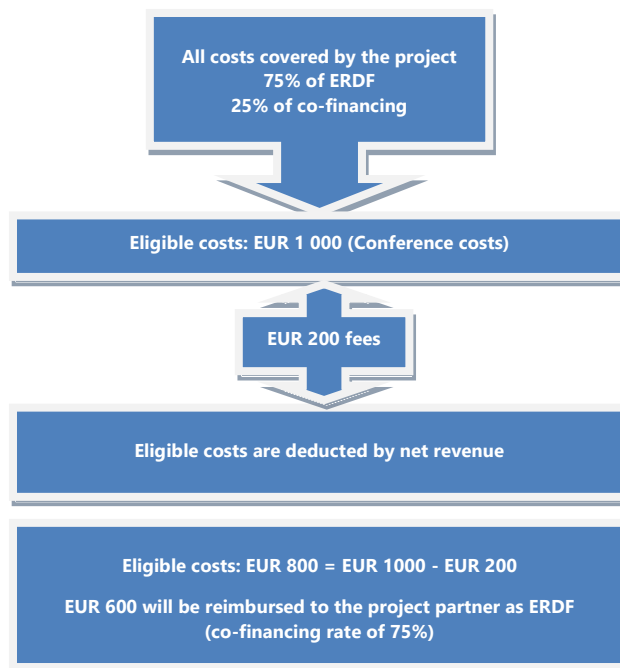 All costs covered by the project
75% of ERDF
25% of co-financing
Eligible costs: EUR 1 000 (Conference costs)
EUR 200 fees
Eligible costs are deducted by net revenue
Eligible costs: EUR 800 = EUR 1000 - EUR 200
EUR 600 will be reimbursed to the project partner as ERDF
(co-financing rate of 75%)